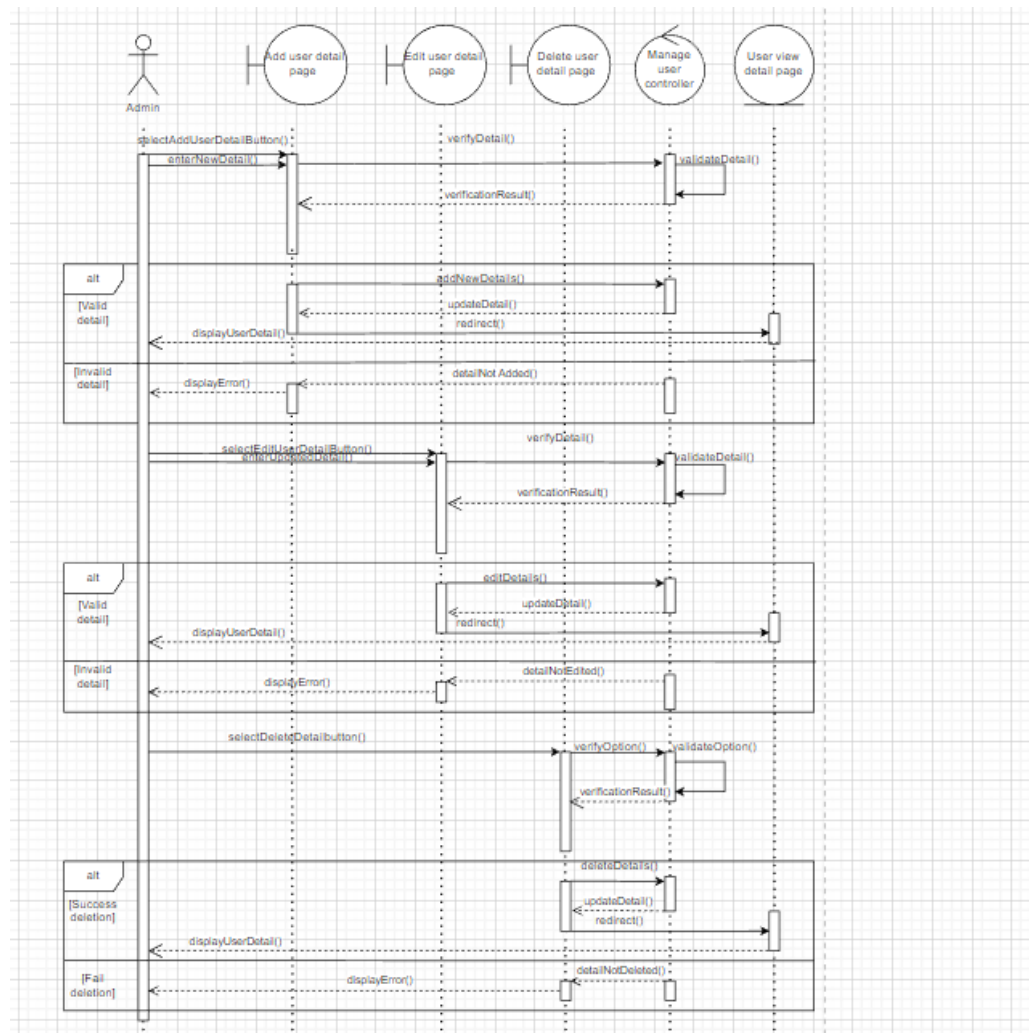 Add user detail
page
Edit user detail
page
Delete user
detail page
Manage
user
controller
User view
detail page
Admin
selectAddUserDetailButton()
verifyDetail()
enterNewDetail()
validateDetail()
verificationResult()
alt
addNewDetails()
[Valid
detail]
updateDetail()
redirect()
displayUserDetail()
[Invalid
detail]
detailNot Added()
displayError()
verifyDetail()
selectEditUserDetailButton()
enterUpdatedDetail()
validateDetail()
verificationResult()
alt
editDetails()
[Valid
detail]
updateDetail()
redirect()
displayUserDetail()
[Invalid
detail]
detailNotEdited()
displayError()
selectDeleteDetailbutton()
verifyOption()
validateOption()
verificationResult()
alt
deleteDetails()
[Success
deletion]
updateDetail()
redirect()
displayUserDetail()
[Fail
deletion]
detailNotDeleted()
displayError()